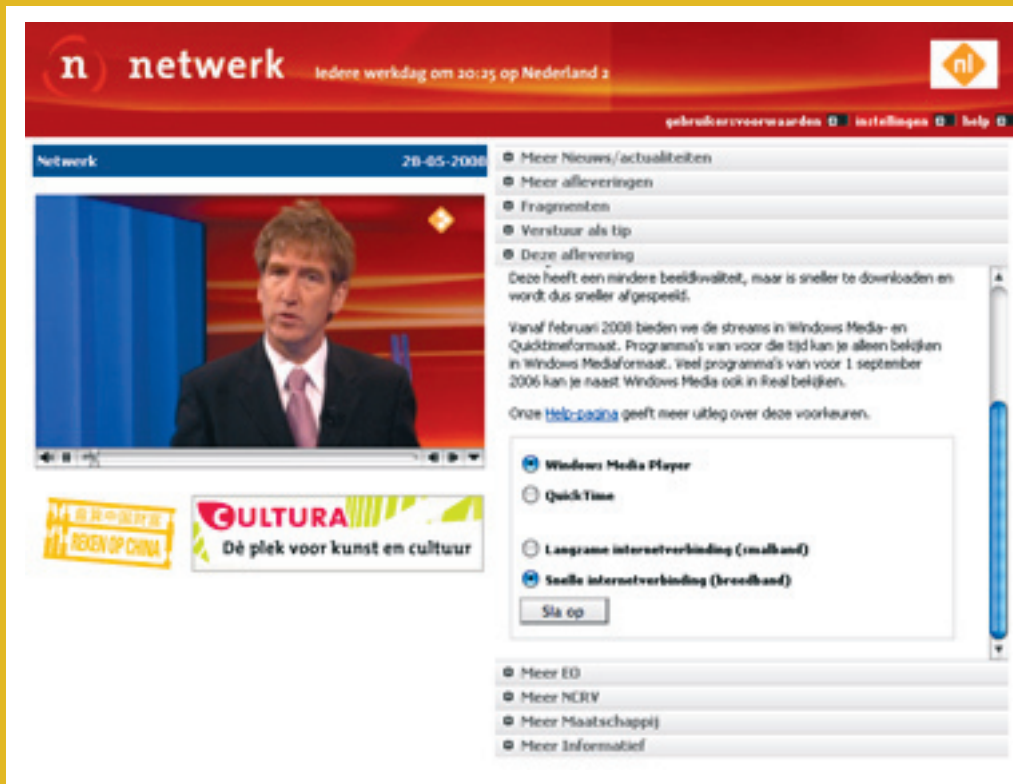 n netwerk Iedere werkdag om 20:25 op Nederland 2
nl
gebruikersvoorwaarden instellingen help
Netwerk 28-05-2008
Meer Nieuws/actualiteiten
Meer afleveringen
Fragmenten
Verstuur als tip
Deze aflevering
Deze heeft een mindere beeldkwaliteit, maar is sneller te downloaden en
wordt dus sneller afgespeeld.
Vanaf februari 2008 bieden we de streams in Windows Media- en
Quicktimeformaat. Programma's van voor die tijd kan je alleen bekijken
in Windows Mediaformaat. Veel programma's van voor 1 september
2006 kan je naast Windows Media ook in Real bekijken.
Onze Help-pagina geeft meer uitleg over deze voorkeuren.
Windows Media Player
QuickTime
Langzame internetverbinding (smalband)
Snelle internetverbinding (breedband)
Sla op
REKEN OP CHINA
CULTURA
Dè plek voor kunst en cultuur
Meer EO
Meer NCRV
Meer Maatschappij
Meer Informatief